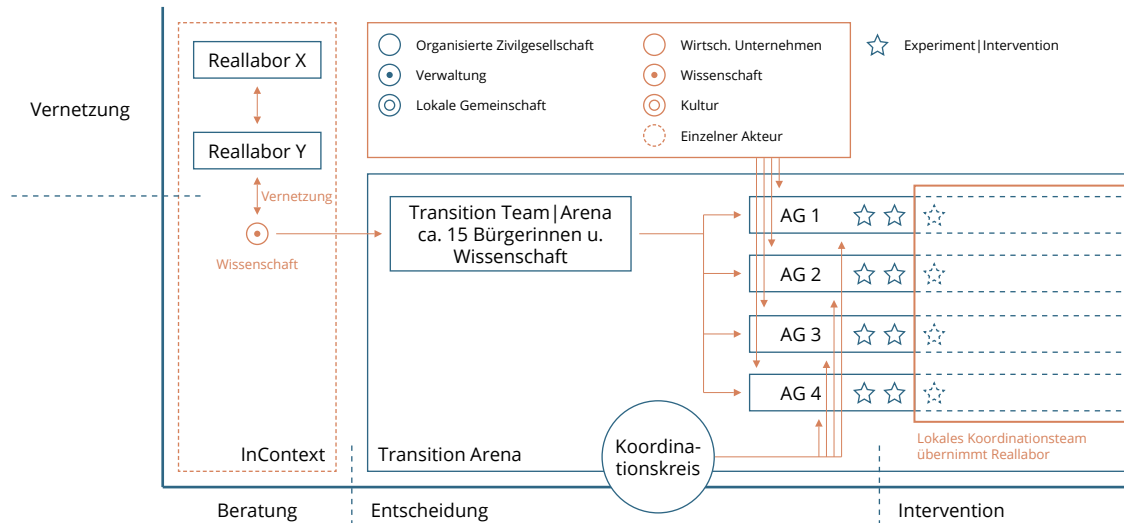 Vernetzung
Reallabor X
Reallabor Y
Vernetzung
Wissenschaft
InContext
Organisierte Zivilgesellschaft
Verwaltung
Lokale Gemeinschaft
Wirtsch. Unternehmen
Wissenschaft
Kultur
Einzelner Akteur
Experiment|Intervention
Transition Team|Arena
ca. 15 Bürgerinnen u.
Wissenschaft
AG 1
AG 2
AG 3
AG 4
Lokales Koordinationsteam
übernimmt Reallabor
Transition Arena
Koordina-
tionskreis
Beratung
Entscheidung
Intervention